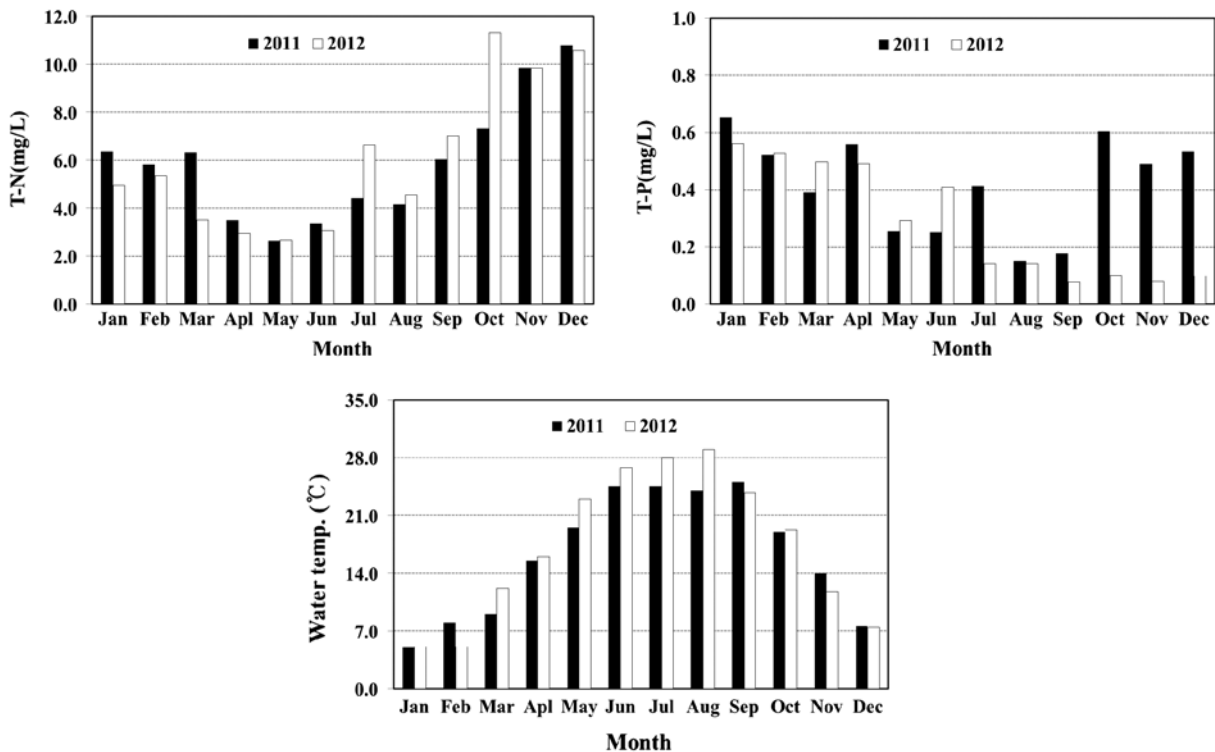 12.0
10.0
8.0
6.0
4.0
2.0
0.0
T-N(mg/L)
2011 2012
Jan Feb Mar Apl May Jun Jul Aug Sep Oct Nov Dec
Month
1.0
0.8
0.6
0.4
0.2
0.0
T-P(mg/L)
2011 2012
Jan Feb Mar Apl May Jun Jul Aug Sep Oct Nov Dec
Month
35.0
28.0
21.0
14.0
7.0
0.0
Water temp. (℃)
2011 2012
Jan Feb Mar Apl May Jun Jul Aug Sep Oct Nov Dec
Month